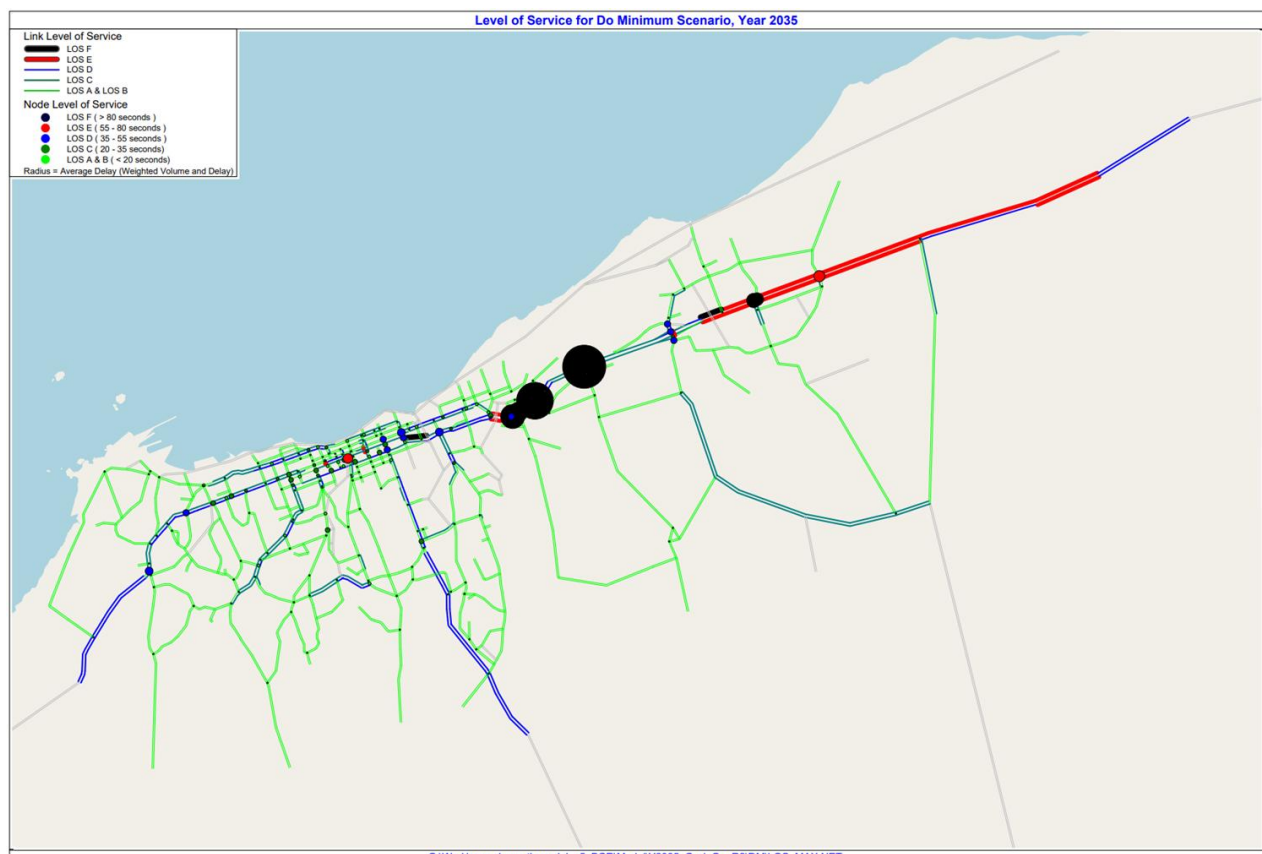 Level of Service for Do Minimum Scenario, Year 2035
Link Level of Service
LOS F
LOS E
LOS D
LOS C
LOS A & LOS B
Node Level of Service
LOS F ( > 80 seconds )
LOS E ( 55 - 80 seconds )
LOS D ( 35 - 55 seconds )
LOS C ( 20 - 35 seconds)
LOS A & B ( < 20 seconds)
Radius = Average Delay (Weighted Volume and Delay)